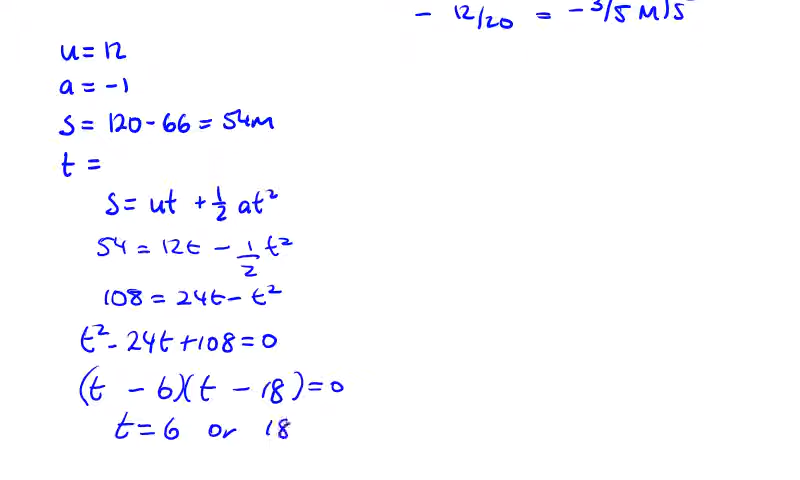 - 12/20 = -3/5 M/S
u = 12
a = -1
S = 120 - 66 = 54M
t =
S = ut + 1/2 at²
54 = 12t - 1/2 t²
108 = 24t - t²
t² - 24t + 108 = 0
(t - 6)(t - 18) = 0
t = 6 or 18